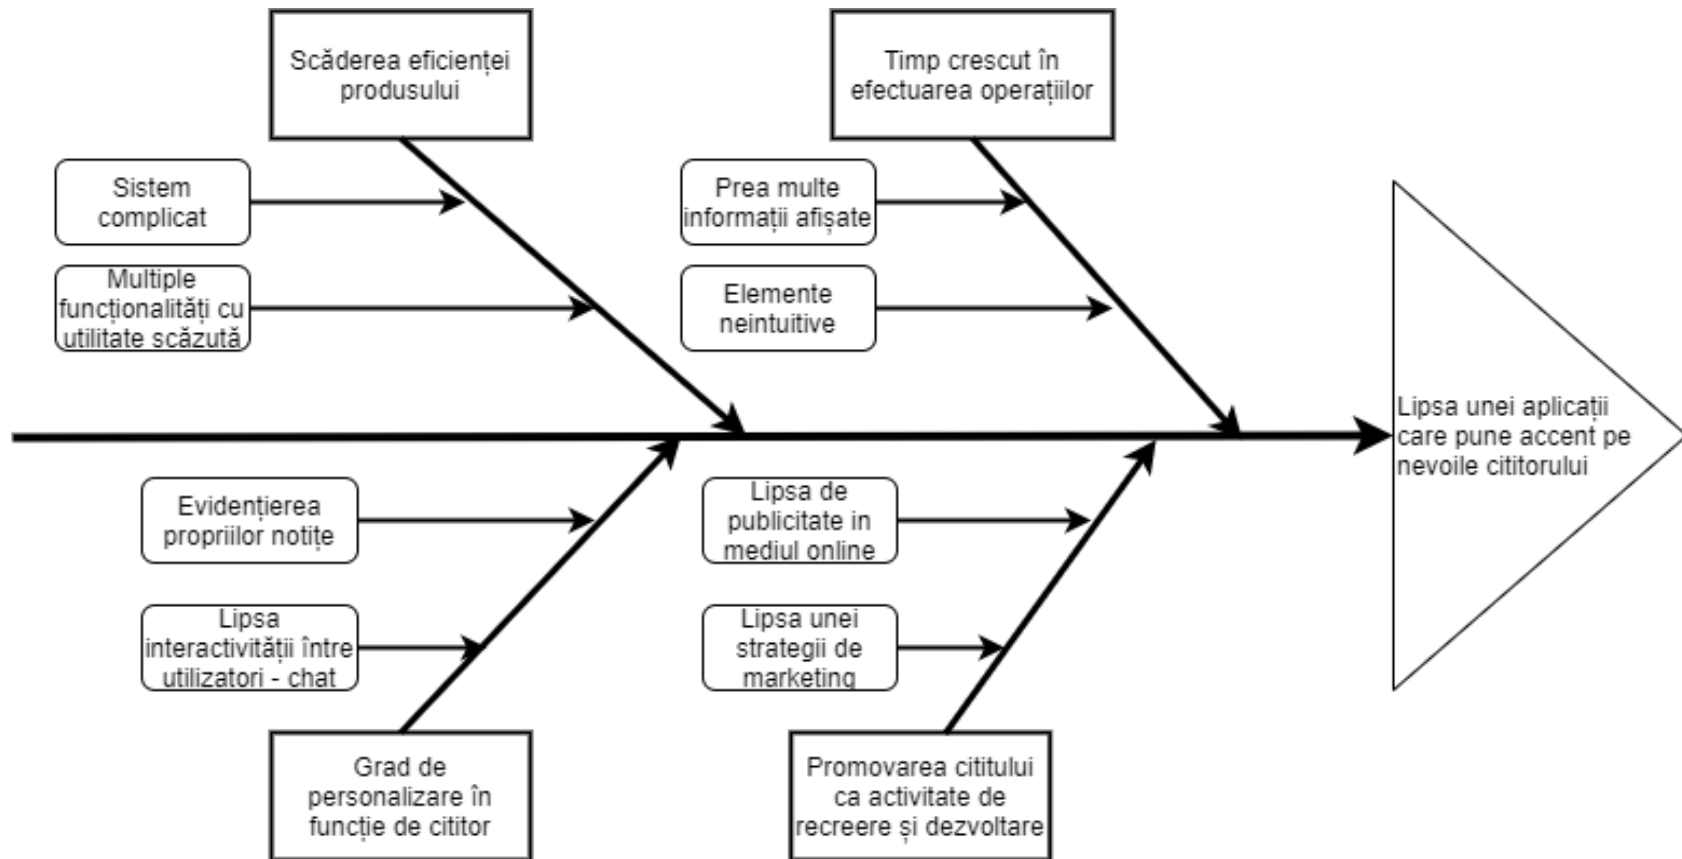 Scăderea eficienței
produsului
Timp crescut în
efectuarea operațiilor
Sistem
complicat
Multiple
funcționalități cu
utilitate scăzută
Prea multe
informații afișate
Elemente
neintuitive
Lipsa unei aplicații
care pune accent pe
nevoile cititorului
Evidențierea
propriilor notițe
Lipsa
interactivității între
utilizatori - chat
Lipsa de
publicitate in
mediul online
Lipsa unei
strategii de
marketing
Grad de
personalizare în
funcție de cititor
Promovarea cititului
ca activitate de
recreere și dezvoltare